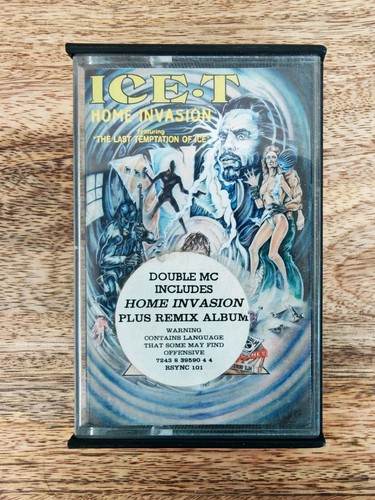 ICE·T
HOME INVASION
Featuring
"THE LAST TEMPTATION OF ICE"
DOUBLE MC
INCLUDES
HOME INVASION
PLUS REMIX ALBUM
WARNING
CONTAINS LANGUAGE
THAT SOME MAY FIND
OFFENSIVE
7243 8 39590 4 4
RSYNC 101